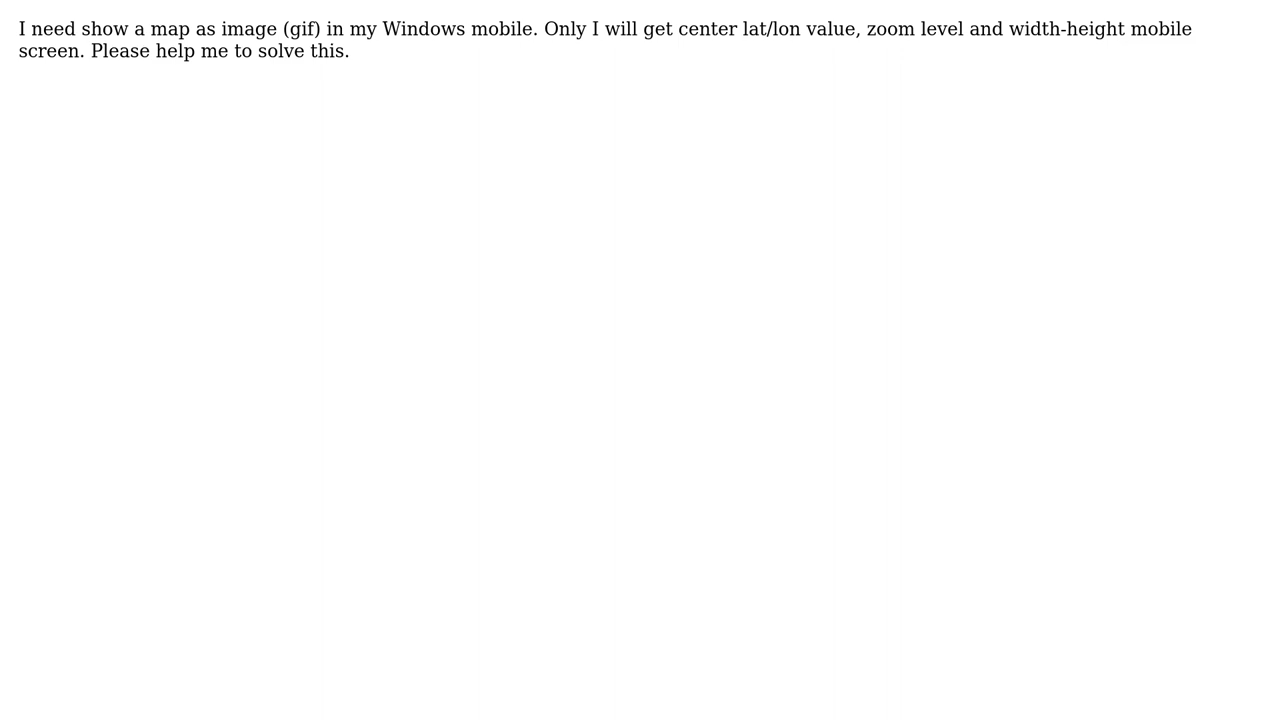 I need show a map as image (gif) in my Windows mobile. Only I will get center lat/lon value, zoom level and width-height mobile
screen. Please help me to solve this.